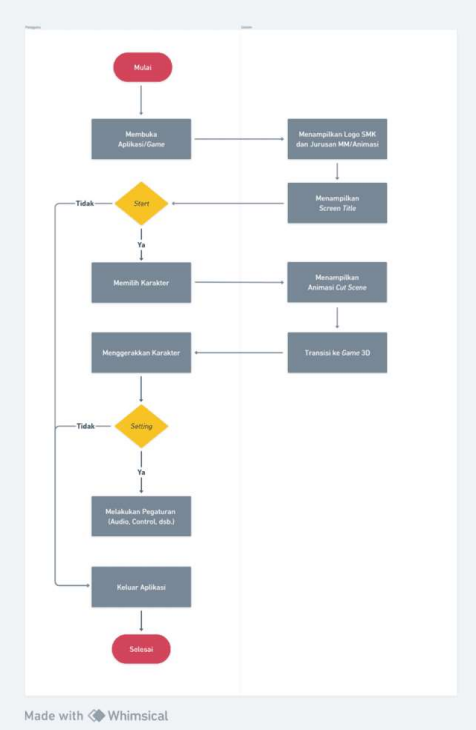 Pengguna
Sistem
Mulai
Membuka
Aplikasi/Game
Menampilkan Logo SMK
dan Jurusan MM/Animasi
Menampilkan
Screen Title
Start
Tidak
Ya
Memilih Karakter
Menampilkan
Animasi Cut Scene
Transisi ke Game 3D
Menggerakkan Karakter
Setting
Tidak
Ya
Melakukan Pegaturan
(Audio, Control, dsb.)
Keluar Aplikasi
Selesai
Made with Whimsical